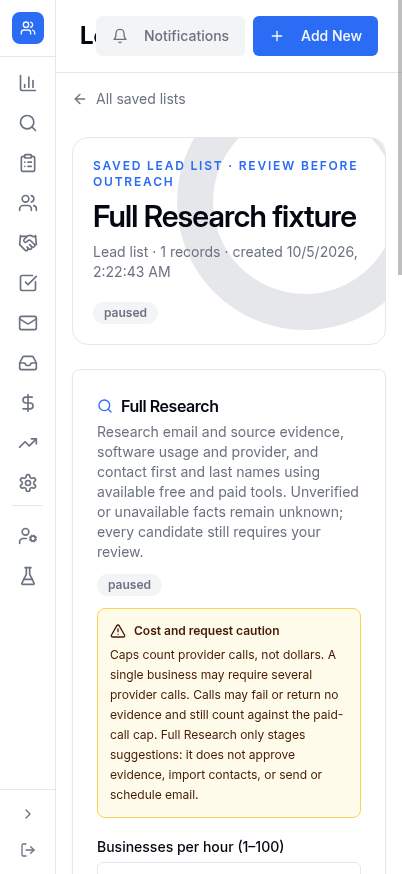 Notifications
Add New
All saved lists
SAVED LEAD LIST · REVIEW BEFORE
OUTREACH
Full Research fixture
Lead list · 1 records · created 10/5/2026,
2:22:43 AM
paused
Full Research
Research email and source evidence,
software usage and provider, and
contact first and last names using
available free and paid tools. Unverified
or unavailable facts remain unknown;
every candidate still requires your
review.
paused
Cost and request caution
Caps count provider calls, not dollars. A
single business may require several
provider calls. Calls may fail or return no
evidence and still count against the paid-
call cap. Full Research only stages
suggestions: it does not approve
evidence, import contacts, or send or
schedule email.
Businesses per hour (1–100)